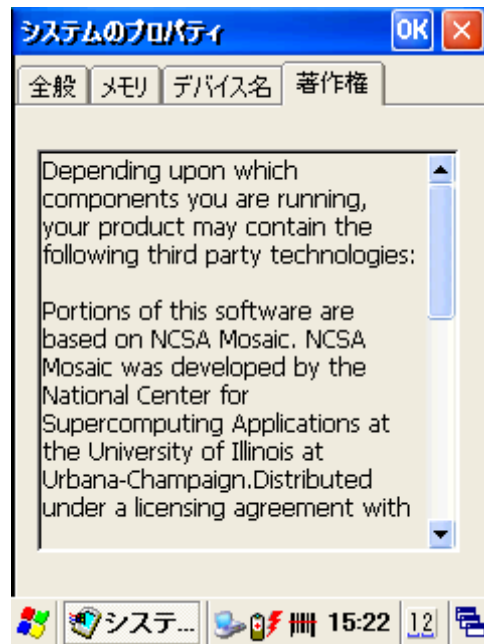 システムのプロパティ
OK
全般 メモリ デバイス名 著作権
Depending upon which
components you are running,
your product may contain the
following third party technologies:
Portions of this software are
based on NCSA Mosaic. NCSA
Mosaic was developed by the
National Center for
Supercomputing Applications at
the University of Illinois at
Urbana-Champaign.Distributed
under a licensing agreement with
システ... 15:22 12